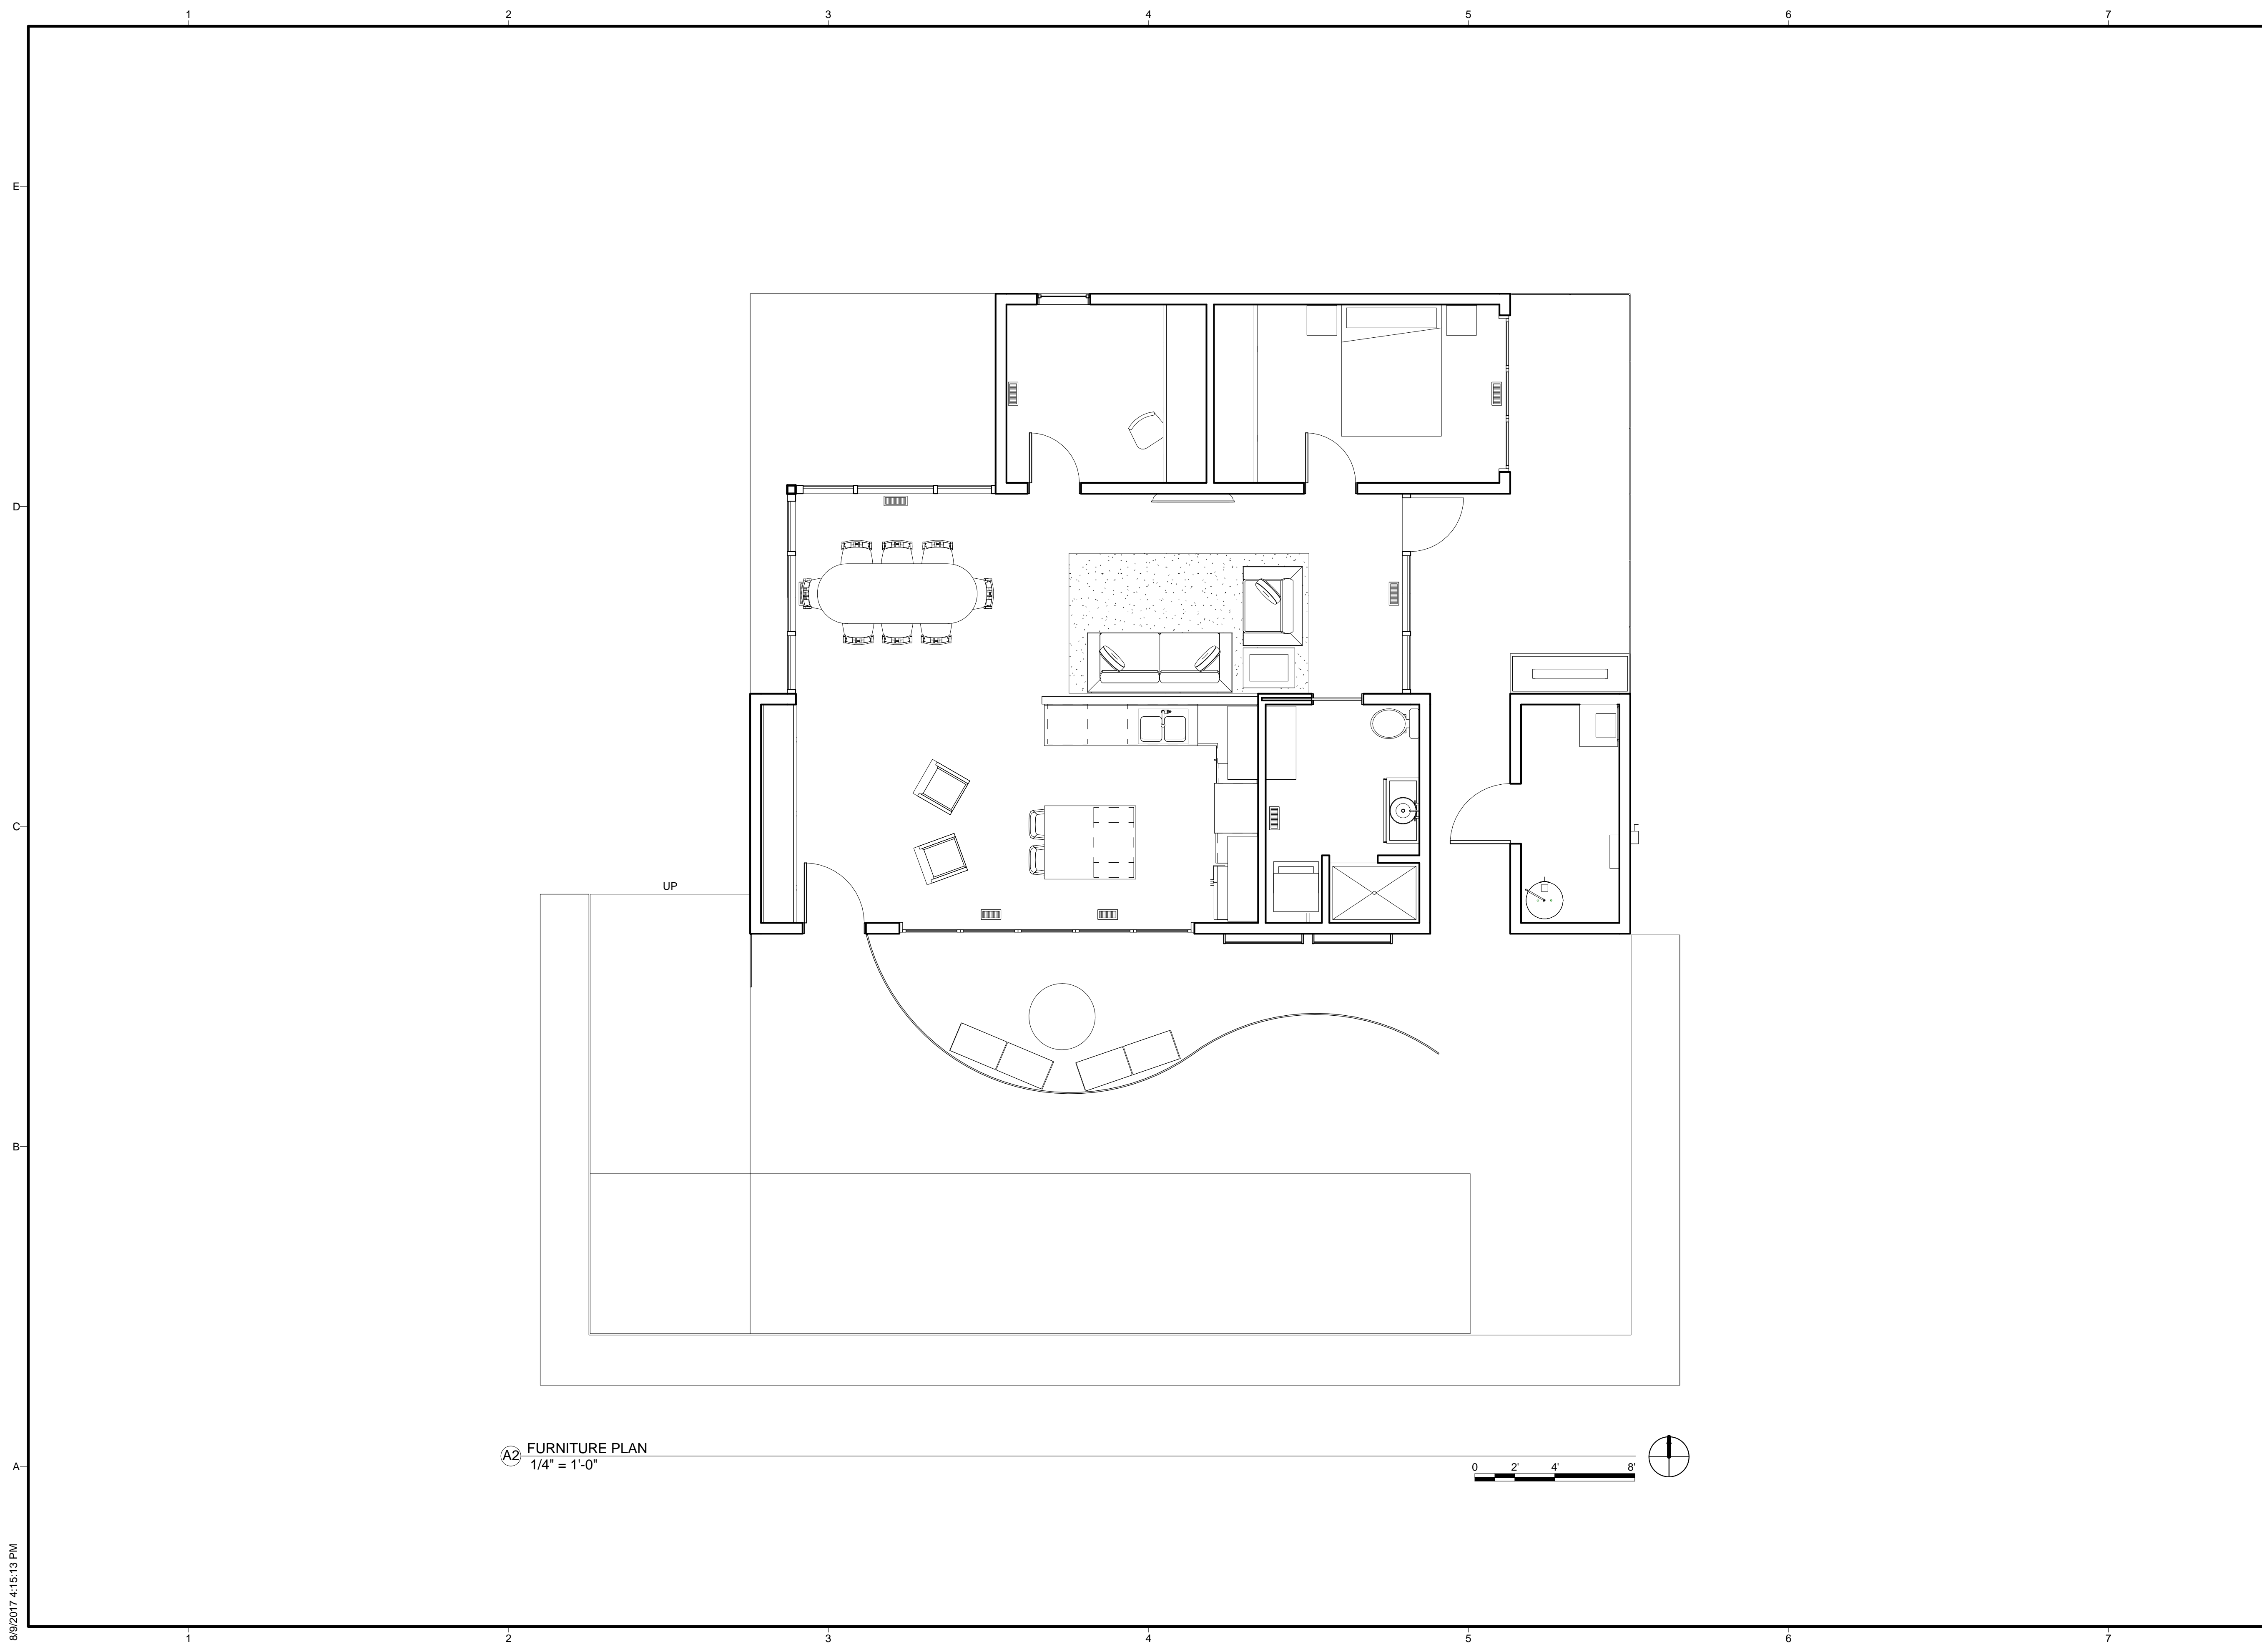 1 2 3 4 5 6 7
E
D
UP
C
B
A2 FURNITURE PLAN
1/4" = 1'-0"
A
0 2' 4' 8'
8/9/2017 4:15:13 PM
1 2 3 4 5 6 7